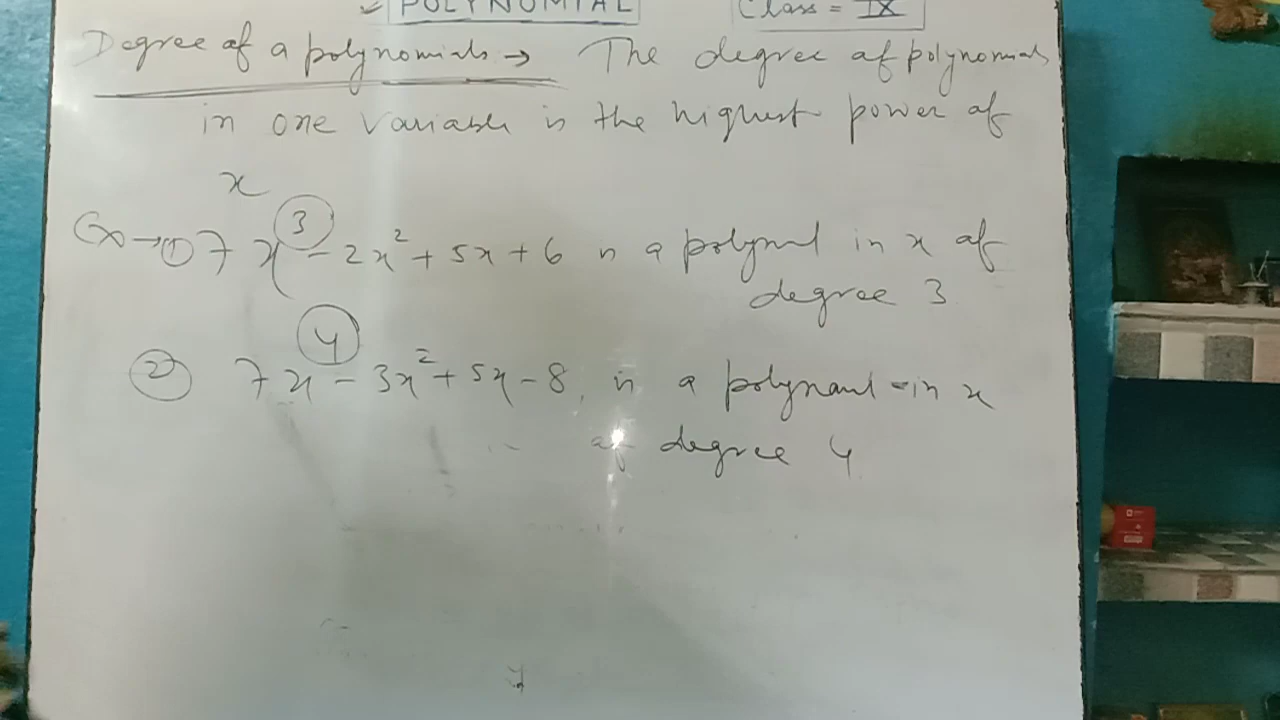 POLYNOMIAL Class = IX
Degree of a polynomials → The degree of polynomials
in one variable is the highest power of
x
Ex → ① 7x³ - 2x² + 5x + 6 is a polynml in x of
degree 3
② 7x⁴ - 3x² + 5x - 8, is a polynaml in x
of degree 4